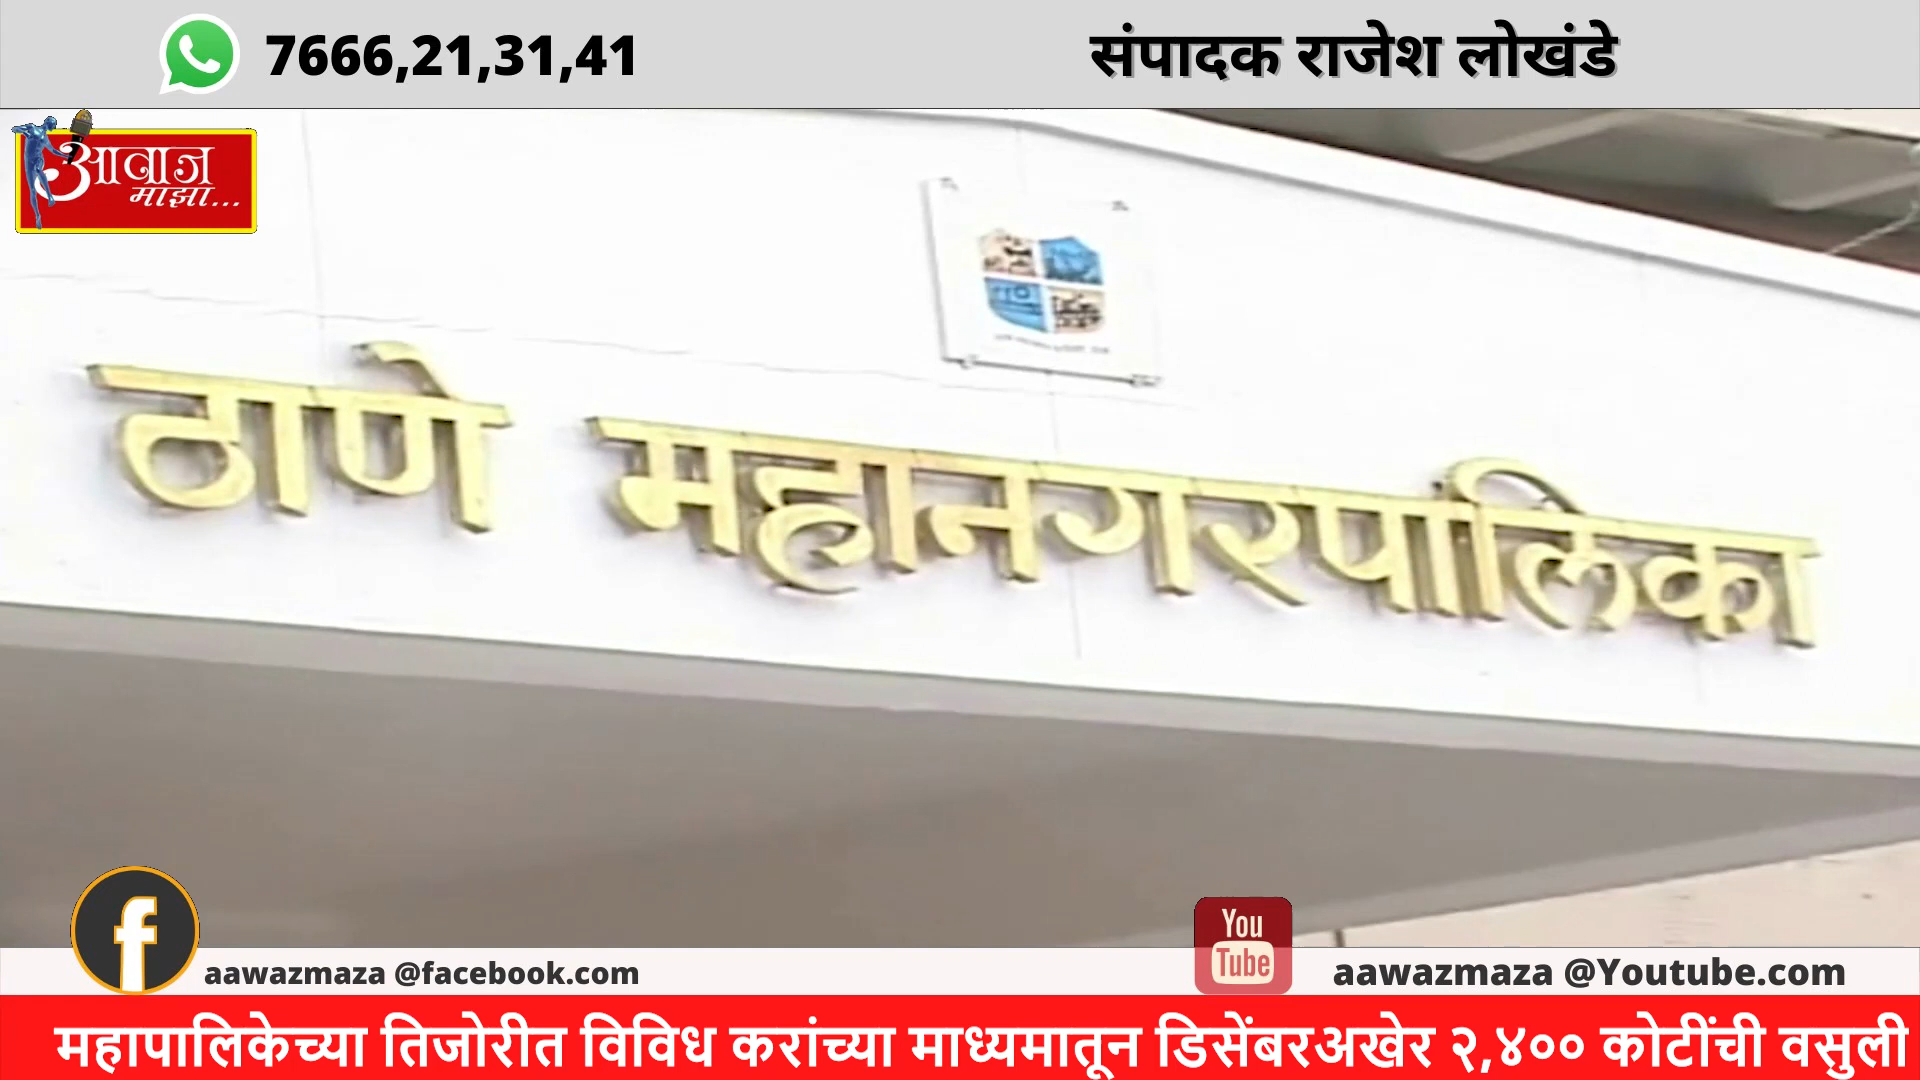 7666,21,31,41
संपादक राजेश लोखंडे
आवाज
माझा...
ठाणे महानगरपालिका
aawazmaza @facebook.com
You
Tube
aawazmaza @Youtube.com
महापालिकेच्या तिजोरीत विविध करांच्या माध्यमातून डिसेंबरअखेर २,४०० कोटींची वसुली